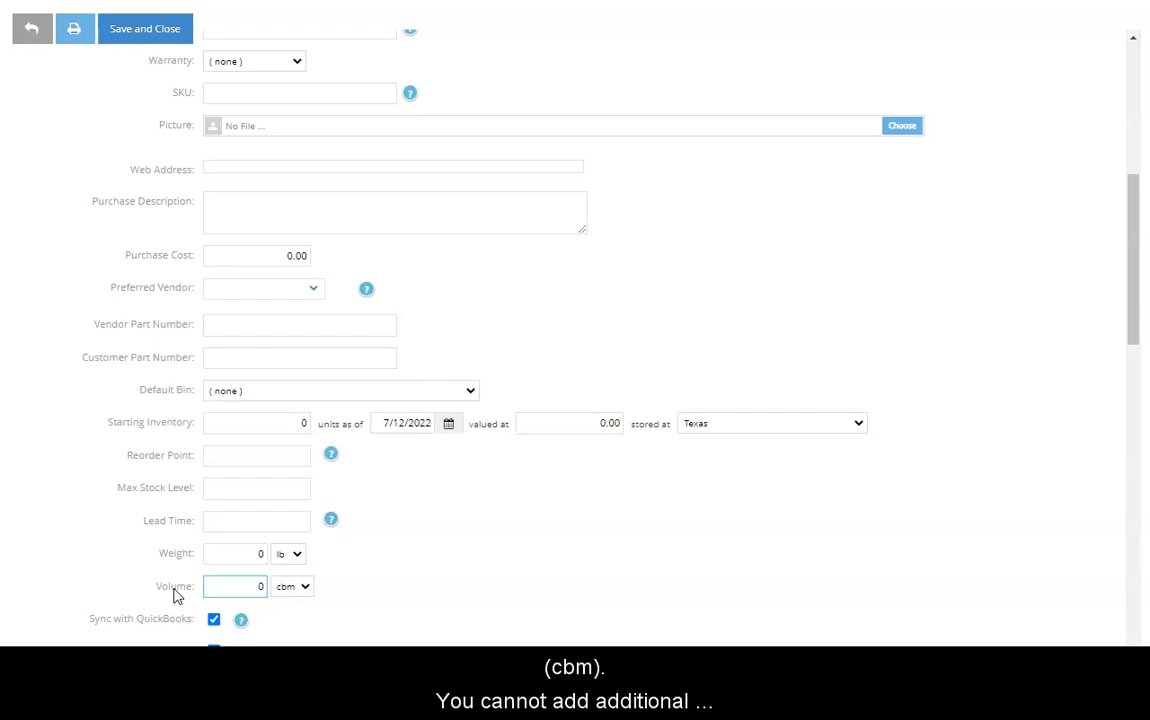 Save and Close
Warranty: ( none )
SKU: ?
Picture: No File ... Choose
Web Address:
Purchase Description:
Purchase Cost: 0.00
Preferred Vendor: ?
Vendor Part Number:
Customer Part Number:
Default Bin: ( none )
Starting Inventory: 0 units as of 7/12/2022 valued at 0.00 stored at Texas
Reorder Point: ?
Max Stock Level:
Lead Time: ?
Weight: 0 lb
Volume: 0 cbm
Sync with QuickBooks: ?
(cbm).
You cannot add additional ...